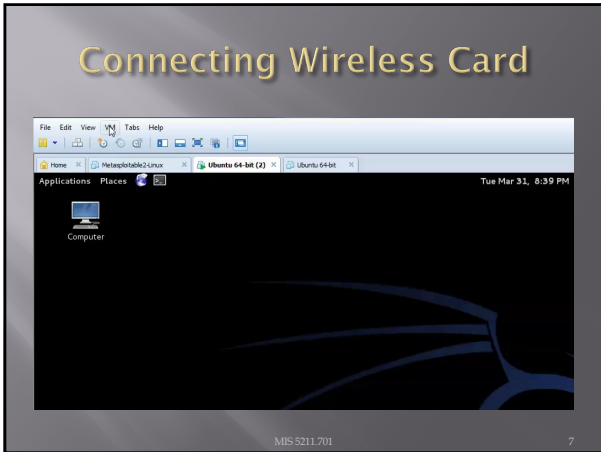 Connecting Wireless Card
File Edit View VM Tabs Help
Home Metasploitable2-Linux Ubuntu 64-bit (2) Ubuntu 64-bit
Applications Places Tue Mar 31, 8:39 PM
Computer
MIS 5211.701 7